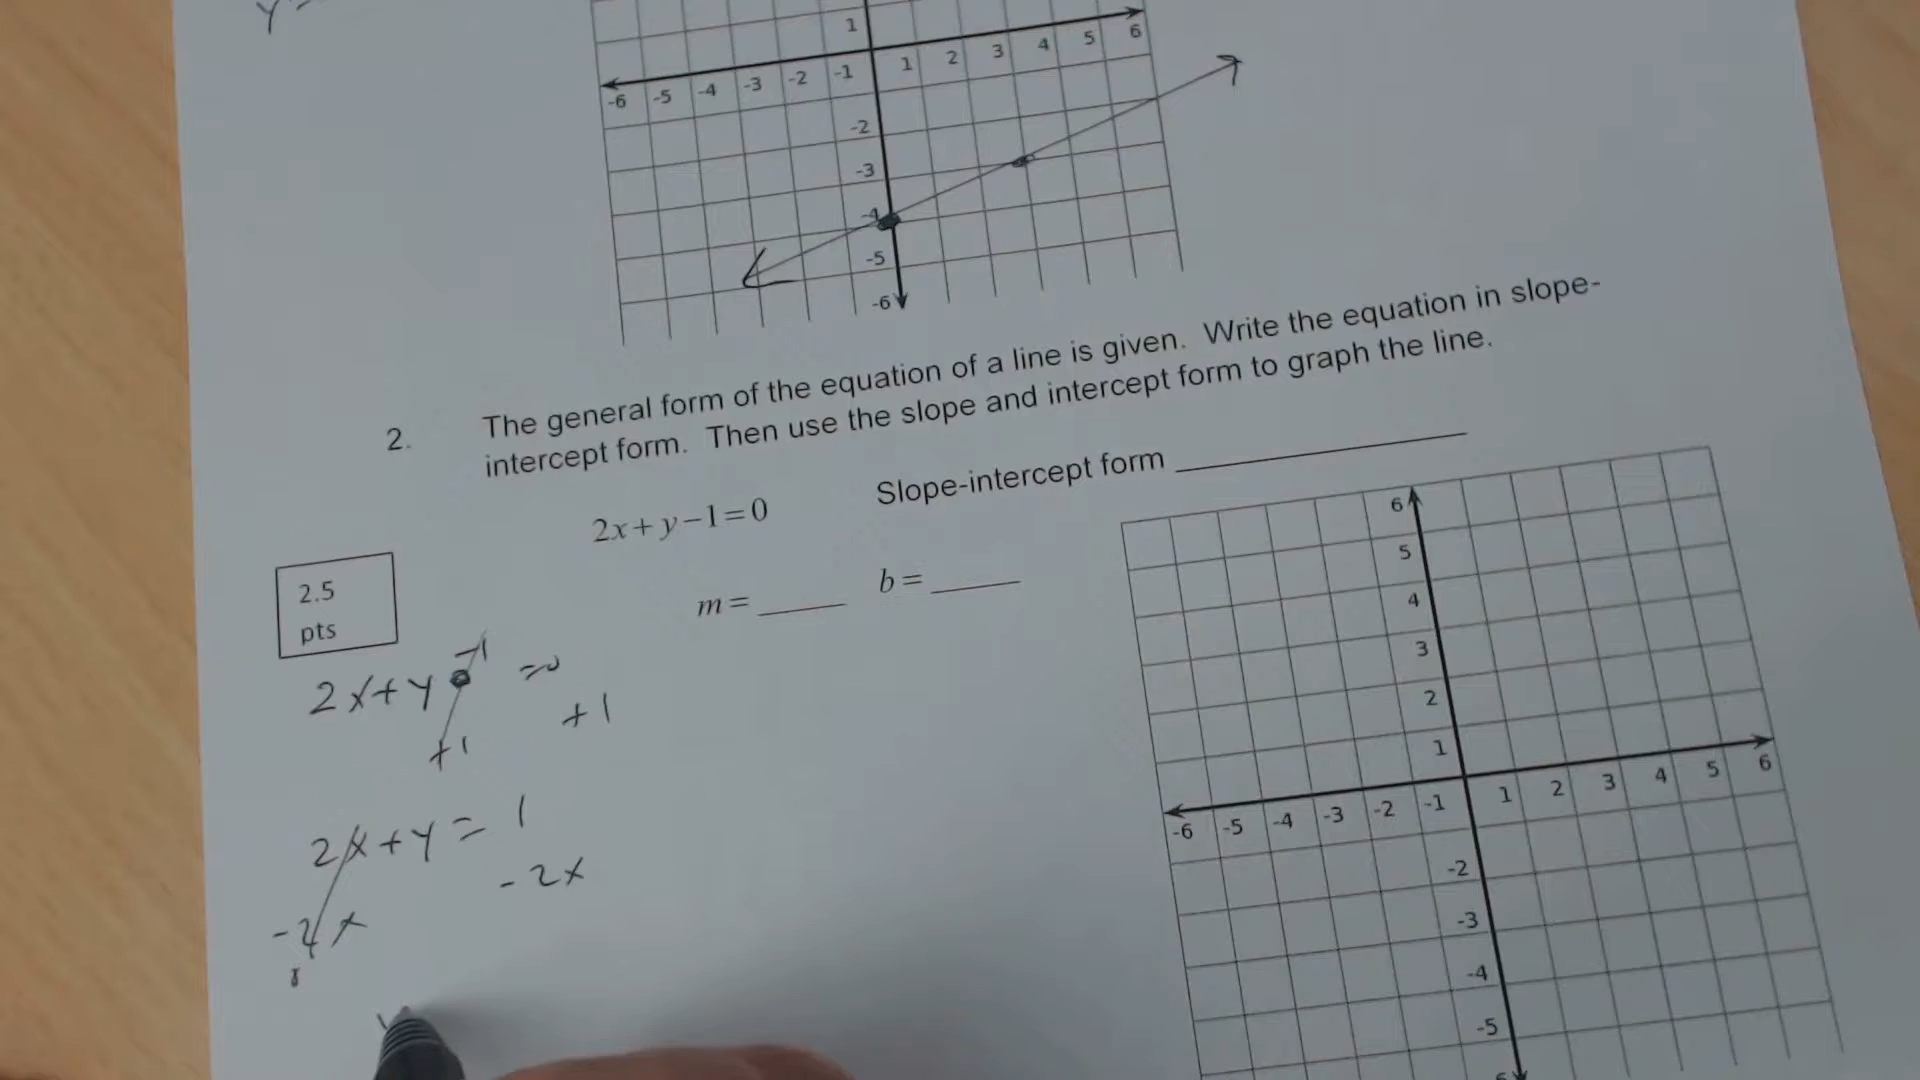 y =
1
-6 -5 -4 -3 -2 -1 1 2 3 4 5 6
-2
-3
-4
-5
-6
2. The general form of the equation of a line is given. Write the equation in slope-
intercept form. Then use the slope and intercept form to graph the line.
2x+y−1=0 Slope-intercept form ________
m= ____ b= ____
2.5
pts
2x+y -1 =0
+1 +1
2x+y = 1
-2x -2x
6
5
4
3
2
1
-6 -5 -4 -3 -2 -1 1 2 3 4 5 6
-2
-3
-4
-5